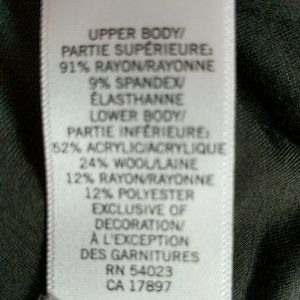 UPPER BODY/
PARTIE SUPÉRIEURE:
91% RAYON/RAYONNE
9% SPANDEX/
ÉLASTHANNE
LOWER BODY/
PARTIE INFÉRIEURE:
52% ACRYLIC/ACRYLIQUE
24% WOOL/LAINE
12% RAYON/RAYONNE
12% POLYESTER
EXCLUSIVE OF
DECORATION/
À L'EXCEPTION
DES GARNITURES
RN 54023
CA 17897